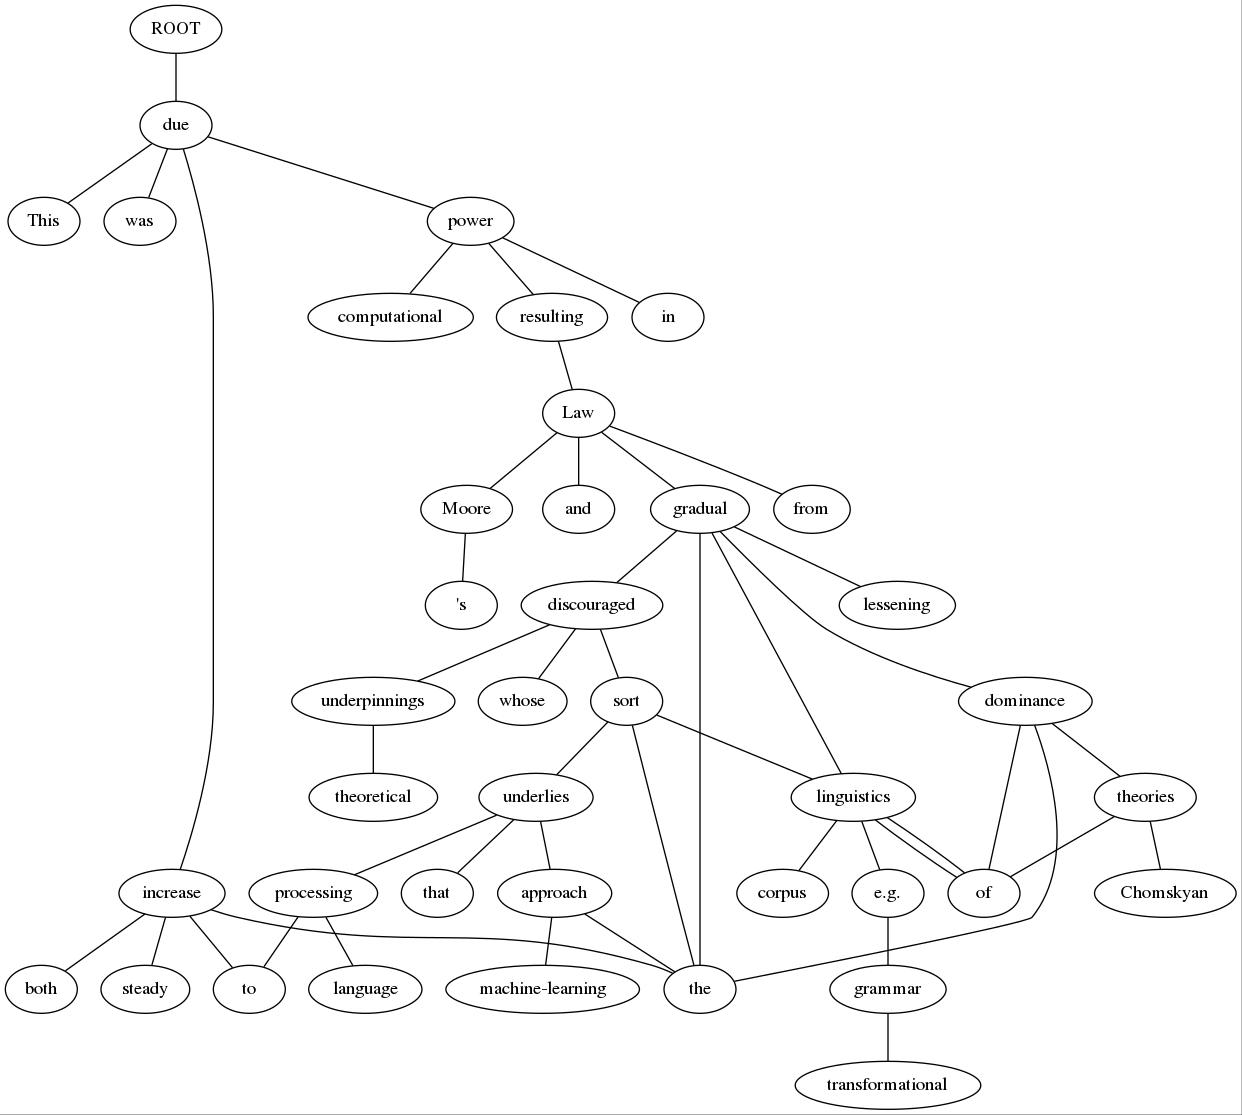 ROOT
due
This was power
computational resulting in
Law
Moore and gradual from
's discouraged lessening
underpinnings whose sort dominance
theoretical underlies linguistics theories
increase processing that approach corpus e.g. of Chomskyan
both steady to language machine-learning the grammar
transformational